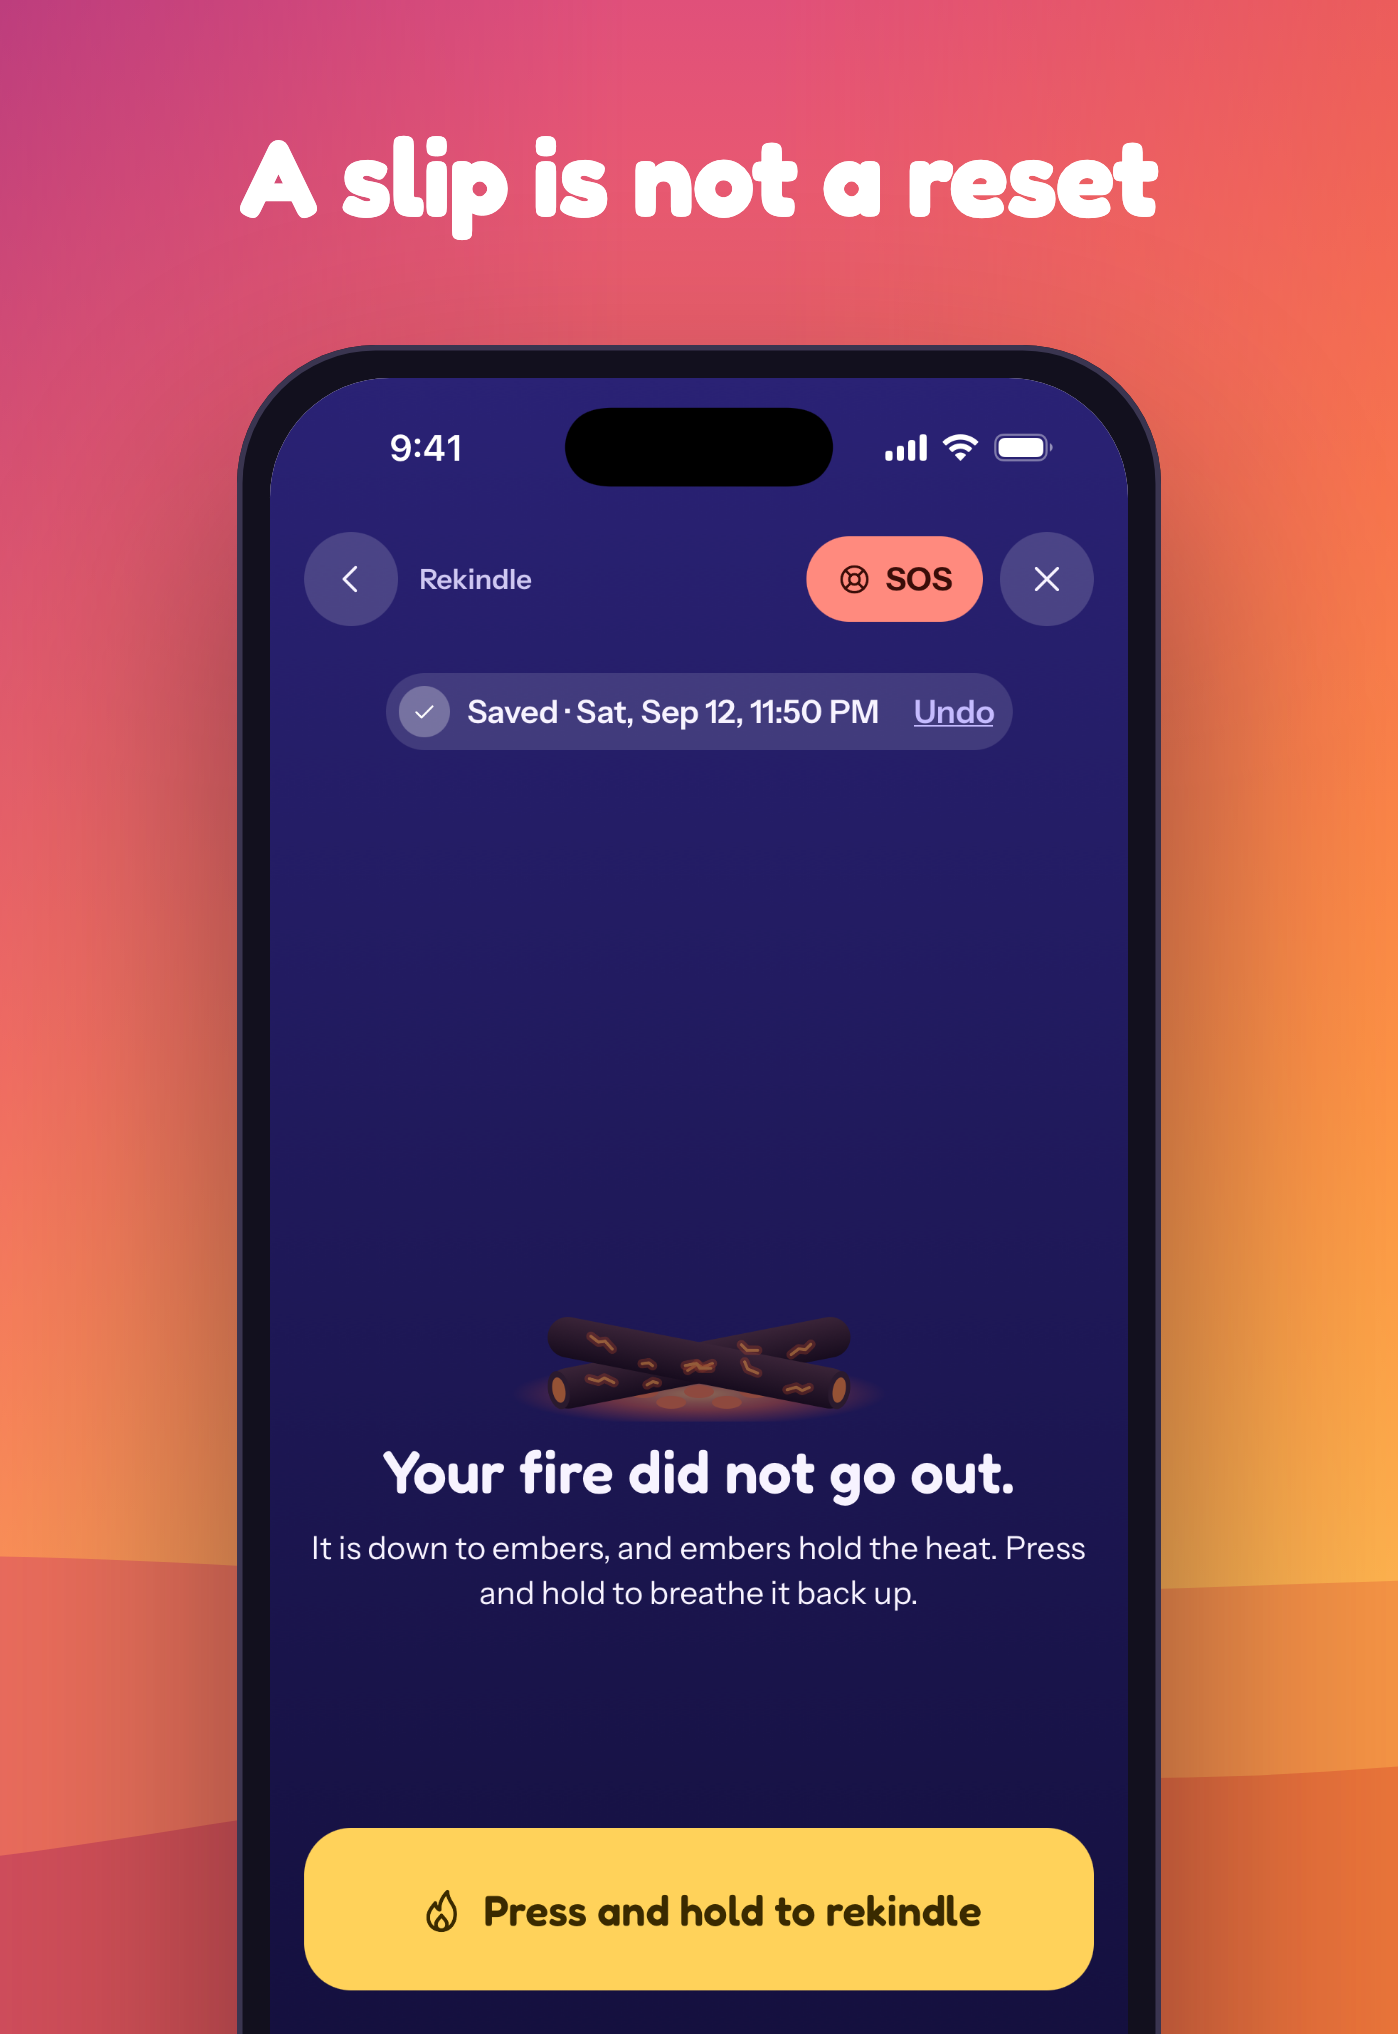 A slip is not a reset
9:41
Rekindle
SOS
Saved · Sat, Sep 12, 11:50 PM Undo
Your fire did not go out.
It is down to embers, and embers hold the heat. Press
and hold to breathe it back up.
Press and hold to rekindle